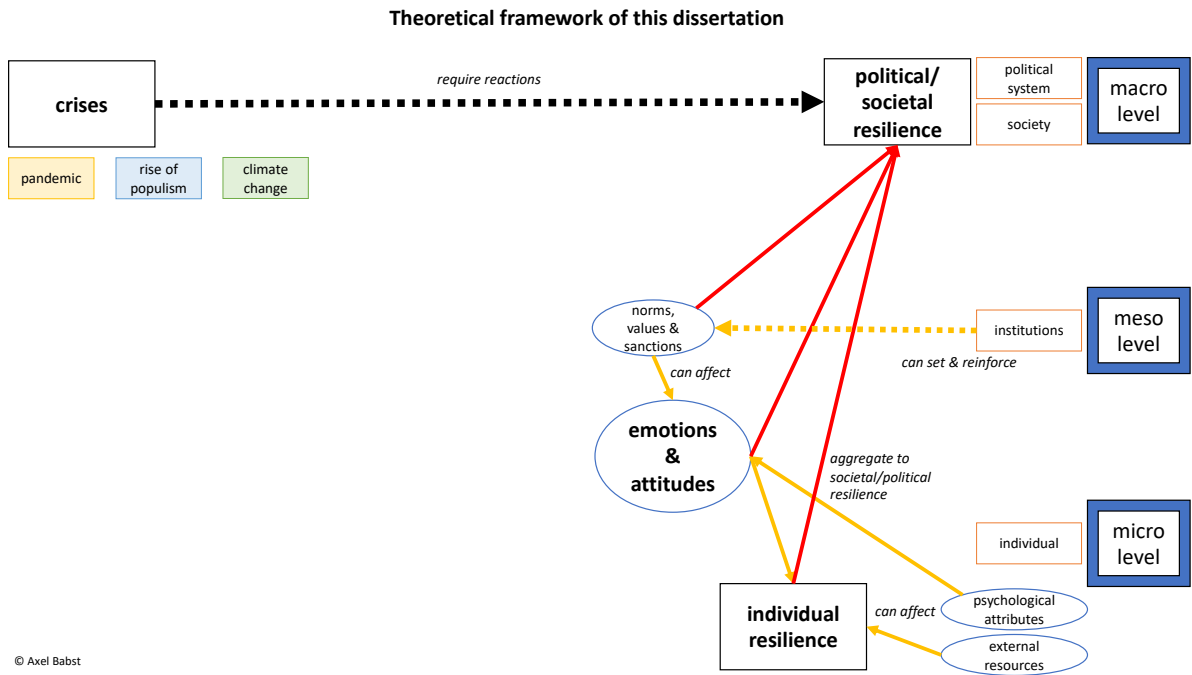 Theoretical framework of this dissertation
crises
require reactions
political/
societal
resilience
political
system
society
macro
level
pandemic
rise of
populism
climate
change
norms,
values &
sanctions
institutions
can set & reinforce
meso
level
can affect
emotions
&
attitudes
aggregate to
societal/political
resilience
individual
micro
level
individual
resilience
can affect
psychological
attributes
external
resources
© Axel Babst